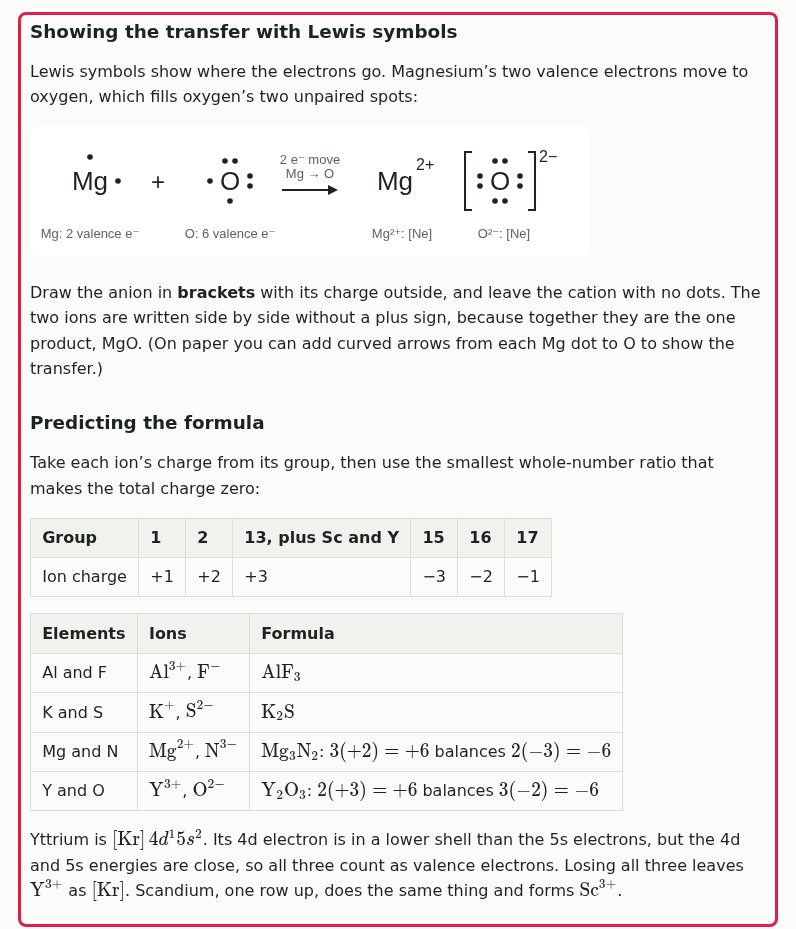 Showing the transfer with Lewis symbols
Lewis symbols show where the electrons go. Magnesium’s two valence electrons move to
oxygen, which fills oxygen’s two unpaired spots:
Mg + O 2 e⁻ move Mg → O Mg 2+ [O] 2−
Mg: 2 valence e⁻ O: 6 valence e⁻ Mg²⁺: [Ne] O²⁻: [Ne]
Draw the anion in brackets with its charge outside, and leave the cation with no dots. The
two ions are written side by side without a plus sign, because together they are the one
product, MgO. (On paper you can add curved arrows from each Mg dot to O to show the
transfer.)
Predicting the formula
Take each ion’s charge from its group, then use the smallest whole-number ratio that
makes the total charge zero:
Group 1 2 13, plus Sc and Y 15 16 17
Ion charge +1 +2 +3 −3 −2 −1
Elements Ions Formula
Al and F Al³⁺, F⁻ AlF₃
K and S K⁺, S²⁻ K₂S
Mg and N Mg²⁺, N³⁻ Mg₃N₂: 3(+2) = +6 balances 2(−3) = −6
Y and O Y³⁺, O²⁻ Y₂O₃: 2(+3) = +6 balances 3(−2) = −6
Yttrium is [Kr] 4d¹5s². Its 4d electron is in a lower shell than the 5s electrons, but the 4d
and 5s energies are close, so all three count as valence electrons. Losing all three leaves
Y³⁺ as [Kr]. Scandium, one row up, does the same thing and forms Sc³⁺.